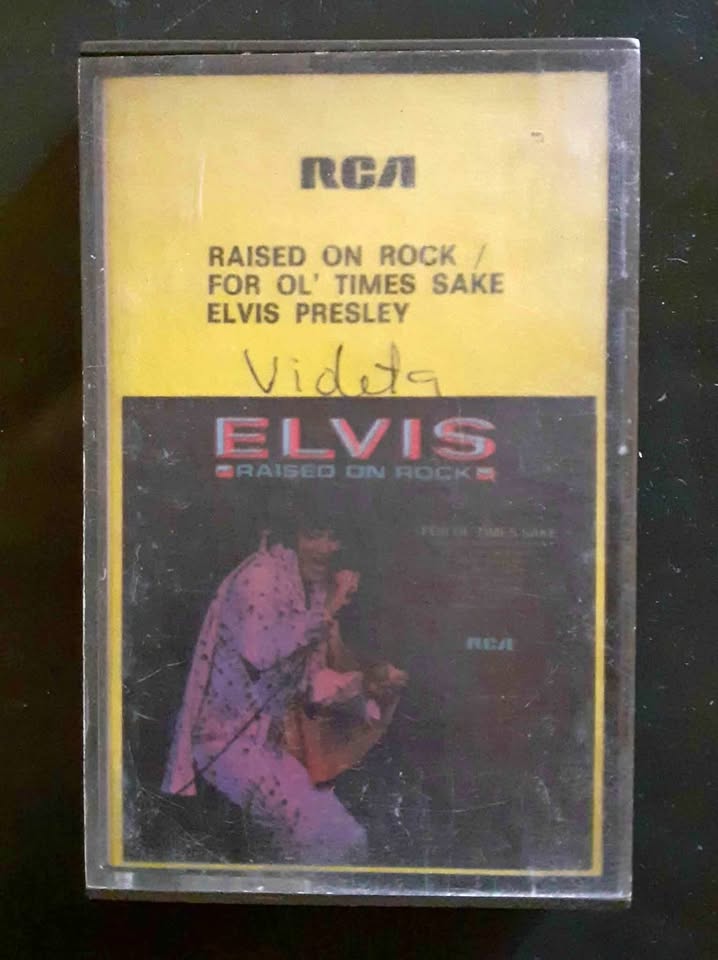 RCA
RAISED ON ROCK /
FOR OL' TIMES SAKE
ELVIS PRESLEY
Videta
ELVIS
RAISED ON ROCK
FOR OL' TIMES SAKE
RCA